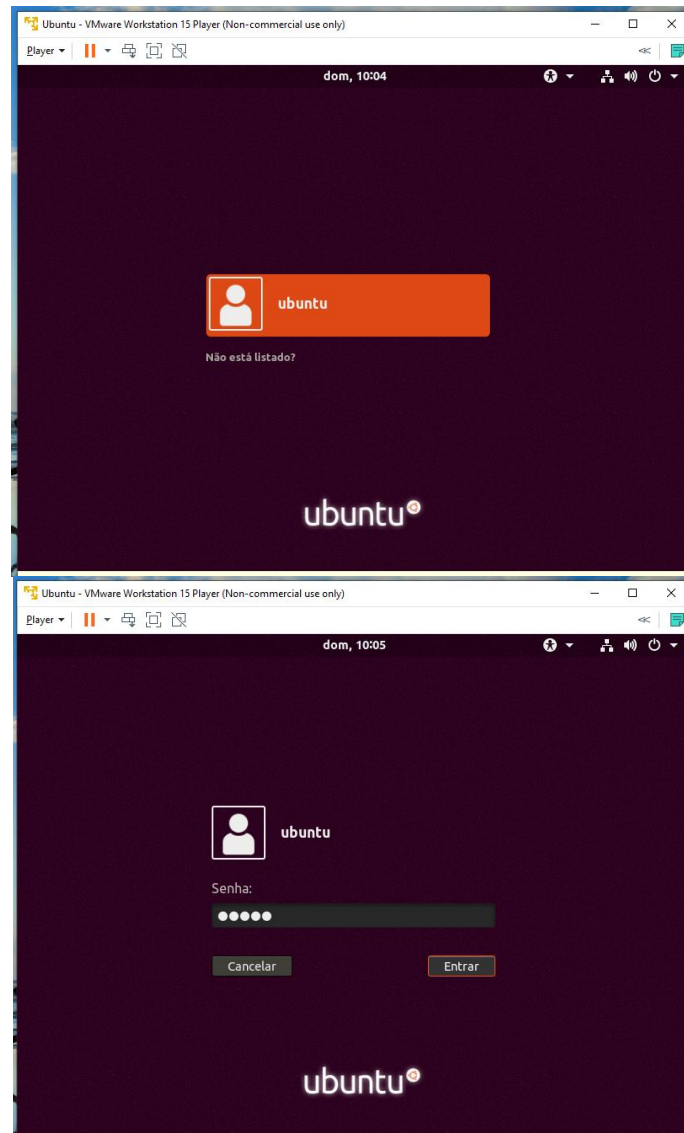 Ubuntu - VMware Workstation 15 Player (Non-commercial use only)
Player
dom, 10:04
ubuntu
Não está listado?
ubuntu
Ubuntu - VMware Workstation 15 Player (Non-commercial use only)
Player
dom, 10:05
ubuntu
Senha:
Cancelar Entrar
ubuntu